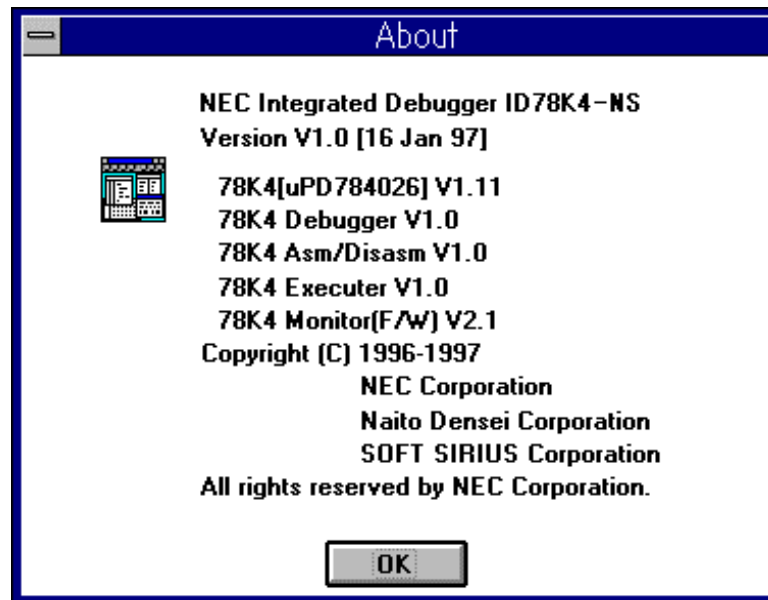 About
NEC Integrated Debugger ID78K4-NS
Version V1.0 [16 Jan 97]
78K4[uPD784026] V1.11
78K4 Debugger V1.0
78K4 Asm/Disasm V1.0
78K4 Executer V1.0
78K4 Monitor(F/W) V2.1
Copyright (C) 1996-1997
NEC Corporation
Naito Densei Corporation
SOFT SIRIUS Corporation
All rights reserved by NEC Corporation.
OK